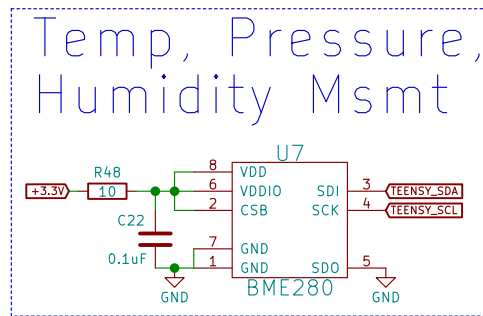 Temp, Pressure,
Humidity Msmt
U7
R48
8 VDD
+3.3V 10 6 VDDIO SDI 3 TEENSY_SDA
2 CSB SCK 4 TEENSY_SCL
C22
7 GND
0.1uF 1 GND SDO 5
BME280
GND GND